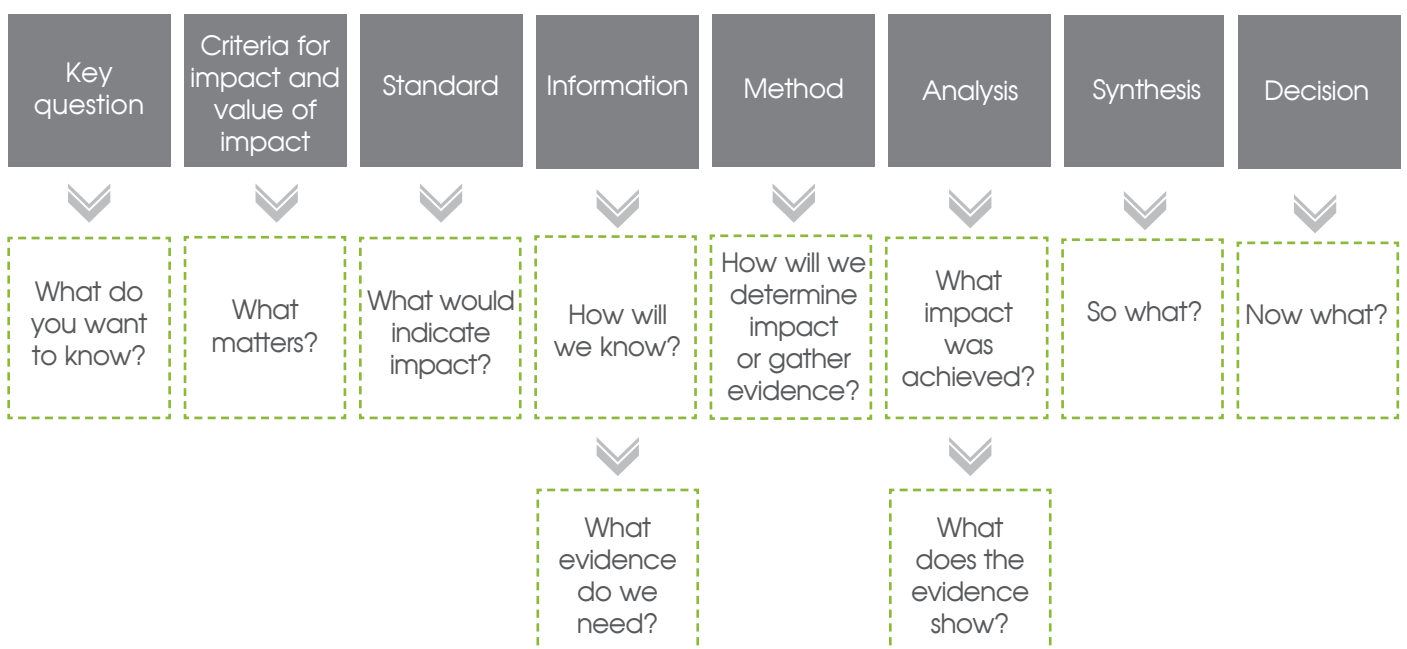 Key
question
Criteria for
impact and
value of
impact
Standard
Information
Method
Analysis
Synthesis
Decision
What do
you want
to know?
What
matters?
What would
indicate
impact?
How will
we know?
How will we
determine
impact
or gather
evidence?
What
impact
was
achieved?
So what?
Now what?
What
evidence
do we
need?
What
does the
evidence
show?